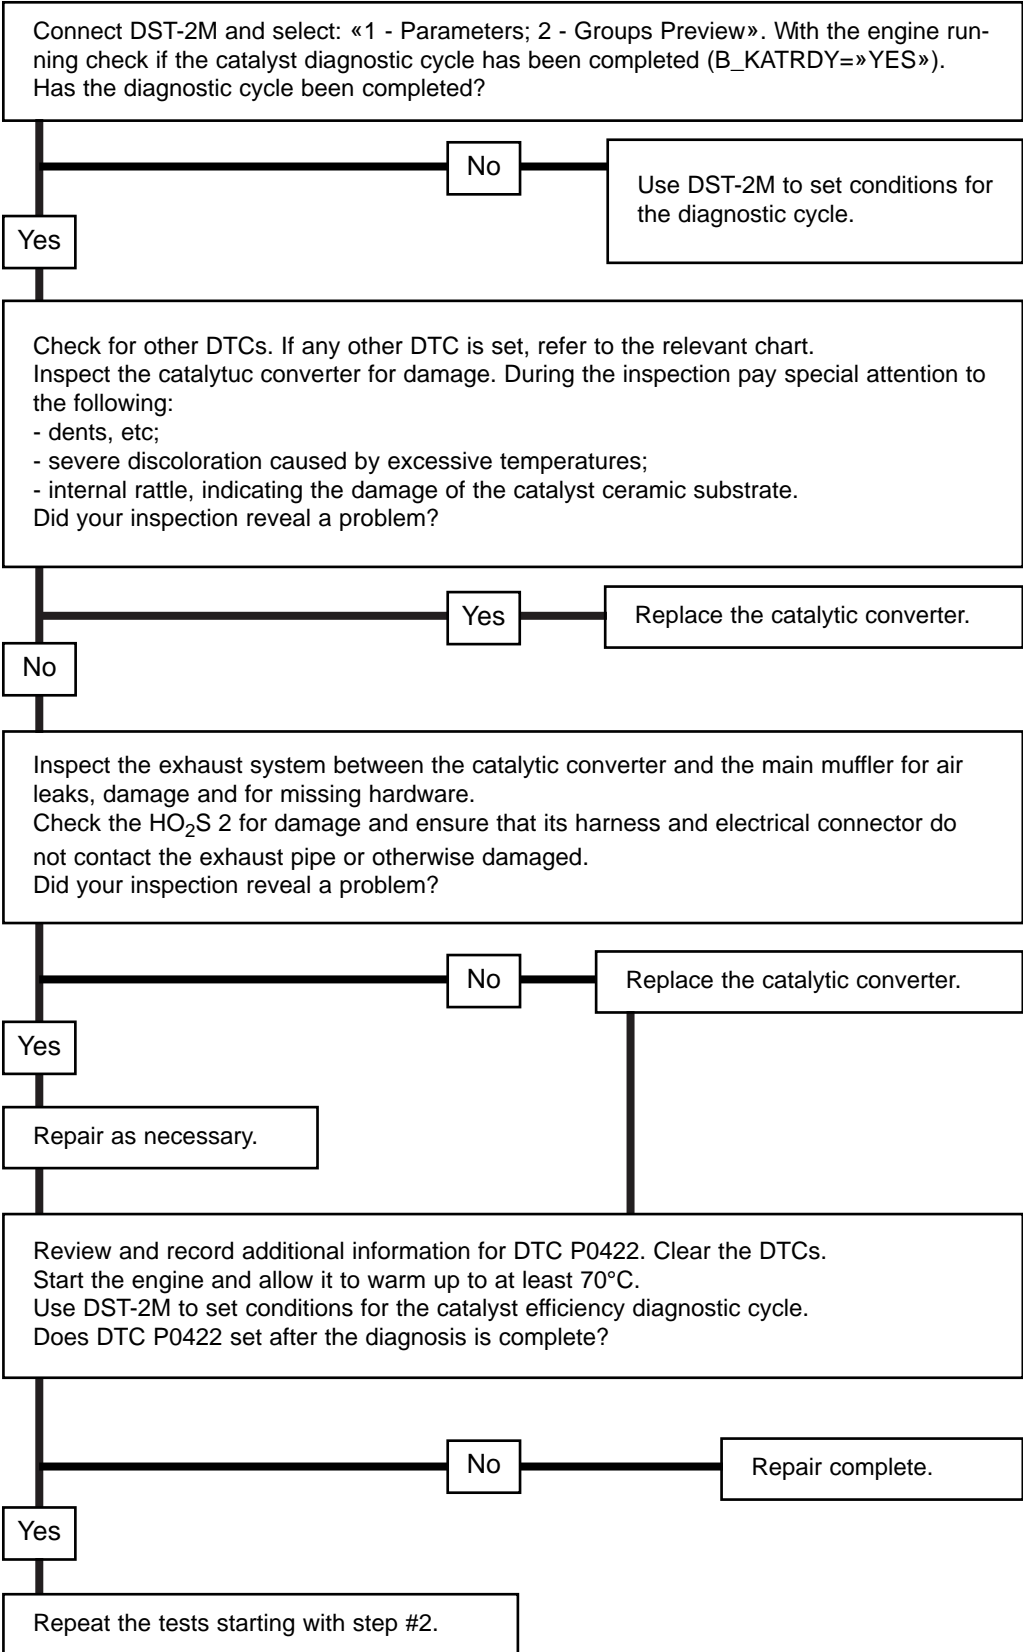 Connect DST-2M and select: «1 - Parameters; 2 - Groups Preview». With the engine run-
ning check if the catalyst diagnostic cycle has been completed (B_KATRDY=»YES»).
Has the diagnostic cycle been completed?
No
Use DST-2M to set conditions for
the diagnostic cycle.
Yes
Check for other DTCs. If any other DTC is set, refer to the relevant chart.
Inspect the catalytuc converter for damage. During the inspection pay special attention to
the following:
- dents, etc;
- severe discoloration caused by excessive temperatures;
- internal rattle, indicating the damage of the catalyst ceramic substrate.
Did your inspection reveal a problem?
Yes
Replace the catalytic converter.
No
Inspect the exhaust system between the catalytic converter and the main muffler for air
leaks, damage and for missing hardware.
Check the HO₂S 2 for damage and ensure that its harness and electrical connector do
not contact the exhaust pipe or otherwise damaged.
Did your inspection reveal a problem?
No
Replace the catalytic converter.
Yes
Repair as necessary.
Review and record additional information for DTC P0422. Clear the DTCs.
Start the engine and allow it to warm up to at least 70°C.
Use DST-2M to set conditions for the catalyst efficiency diagnostic cycle.
Does DTC P0422 set after the diagnosis is complete?
No
Repair complete.
Yes
Repeat the tests starting with step #2.